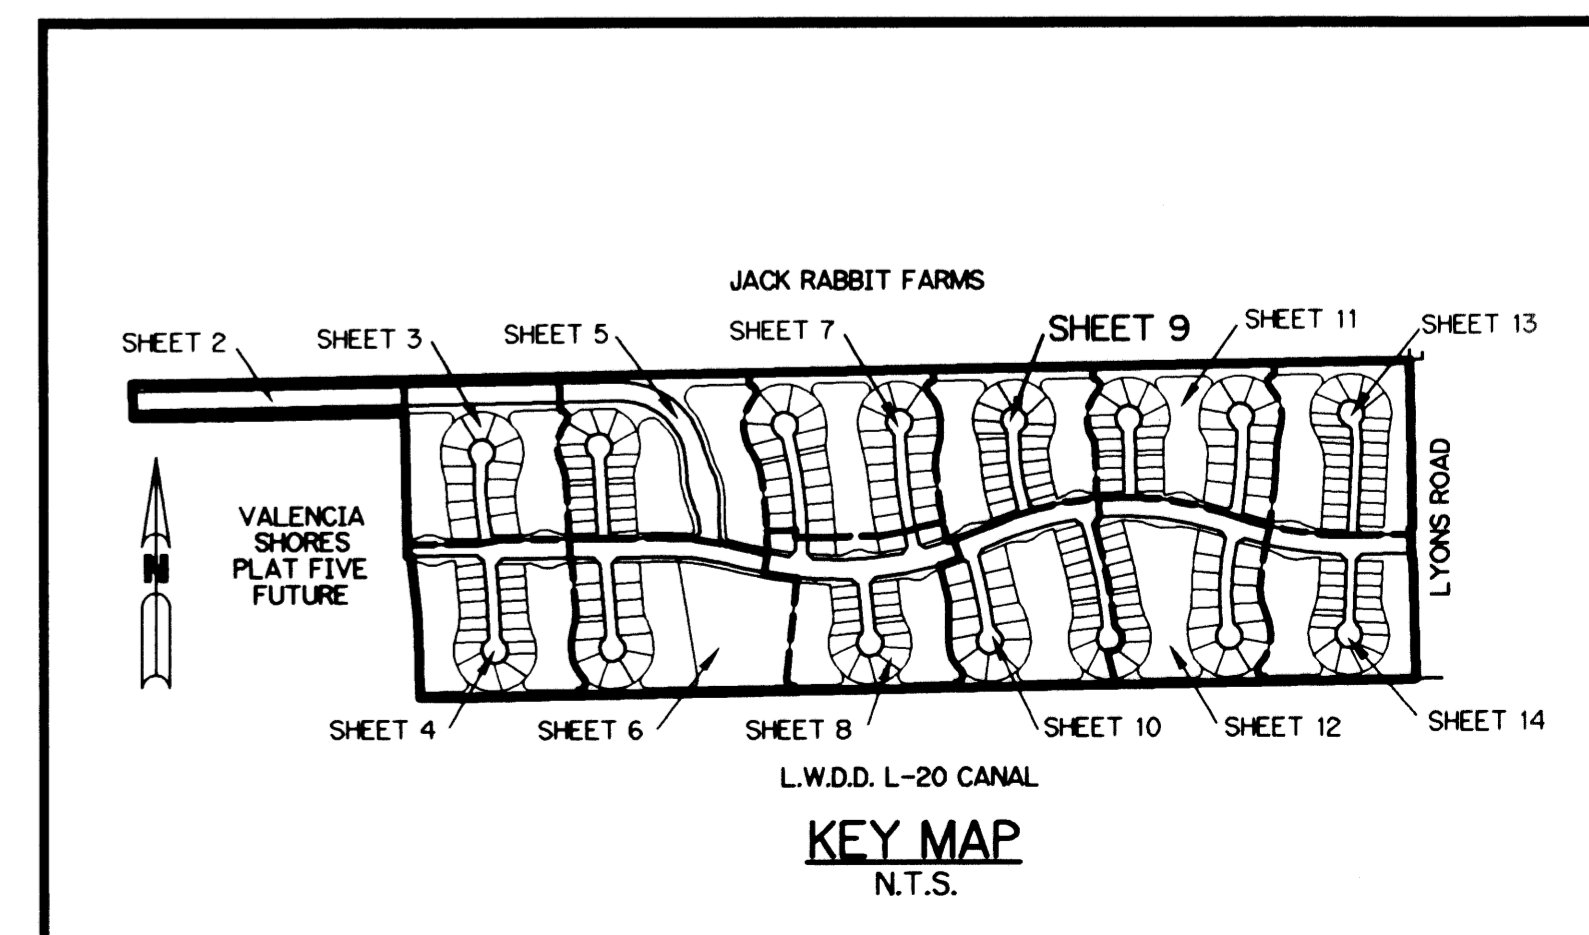 JACK RABBIT FARMS
SHEET 2
SHEET 3
SHEET 5
SHEET 7
SHEET 9
SHEET 11
SHEET 13
N
VALENCIA
SHORES
PLAT FIVE
FUTURE
LYONS ROAD
SHEET 4
SHEET 6
SHEET 8
SHEET 10
SHEET 12
SHEET 14
L.W.D.D. L-20 CANAL
KEY MAP
N.T.S.